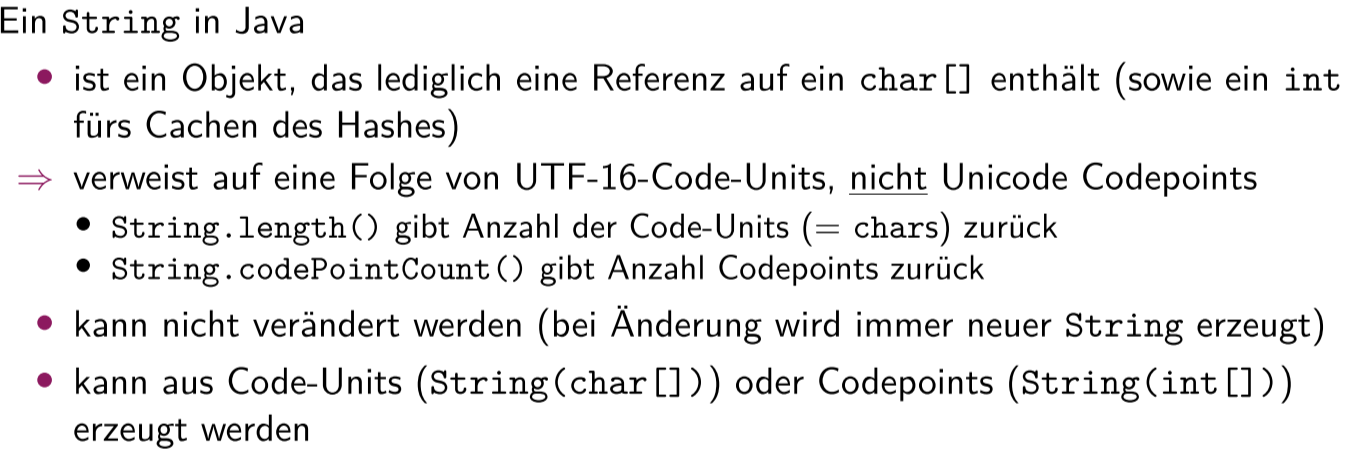 Ein String in Java
• ist ein Objekt, das lediglich eine Referenz auf ein char[] enthält (sowie ein int
fürs Cachen des Hashes)
⇒ verweist auf eine Folge von UTF-16-Code-Units, nicht Unicode Codepoints
• String.length() gibt Anzahl der Code-Units (= chars) zurück
• String.codePointCount() gibt Anzahl Codepoints zurück
• kann nicht verändert werden (bei Änderung wird immer neuer String erzeugt)
• kann aus Code-Units (String(char[])) oder Codepoints (String(int[]))
erzeugt werden